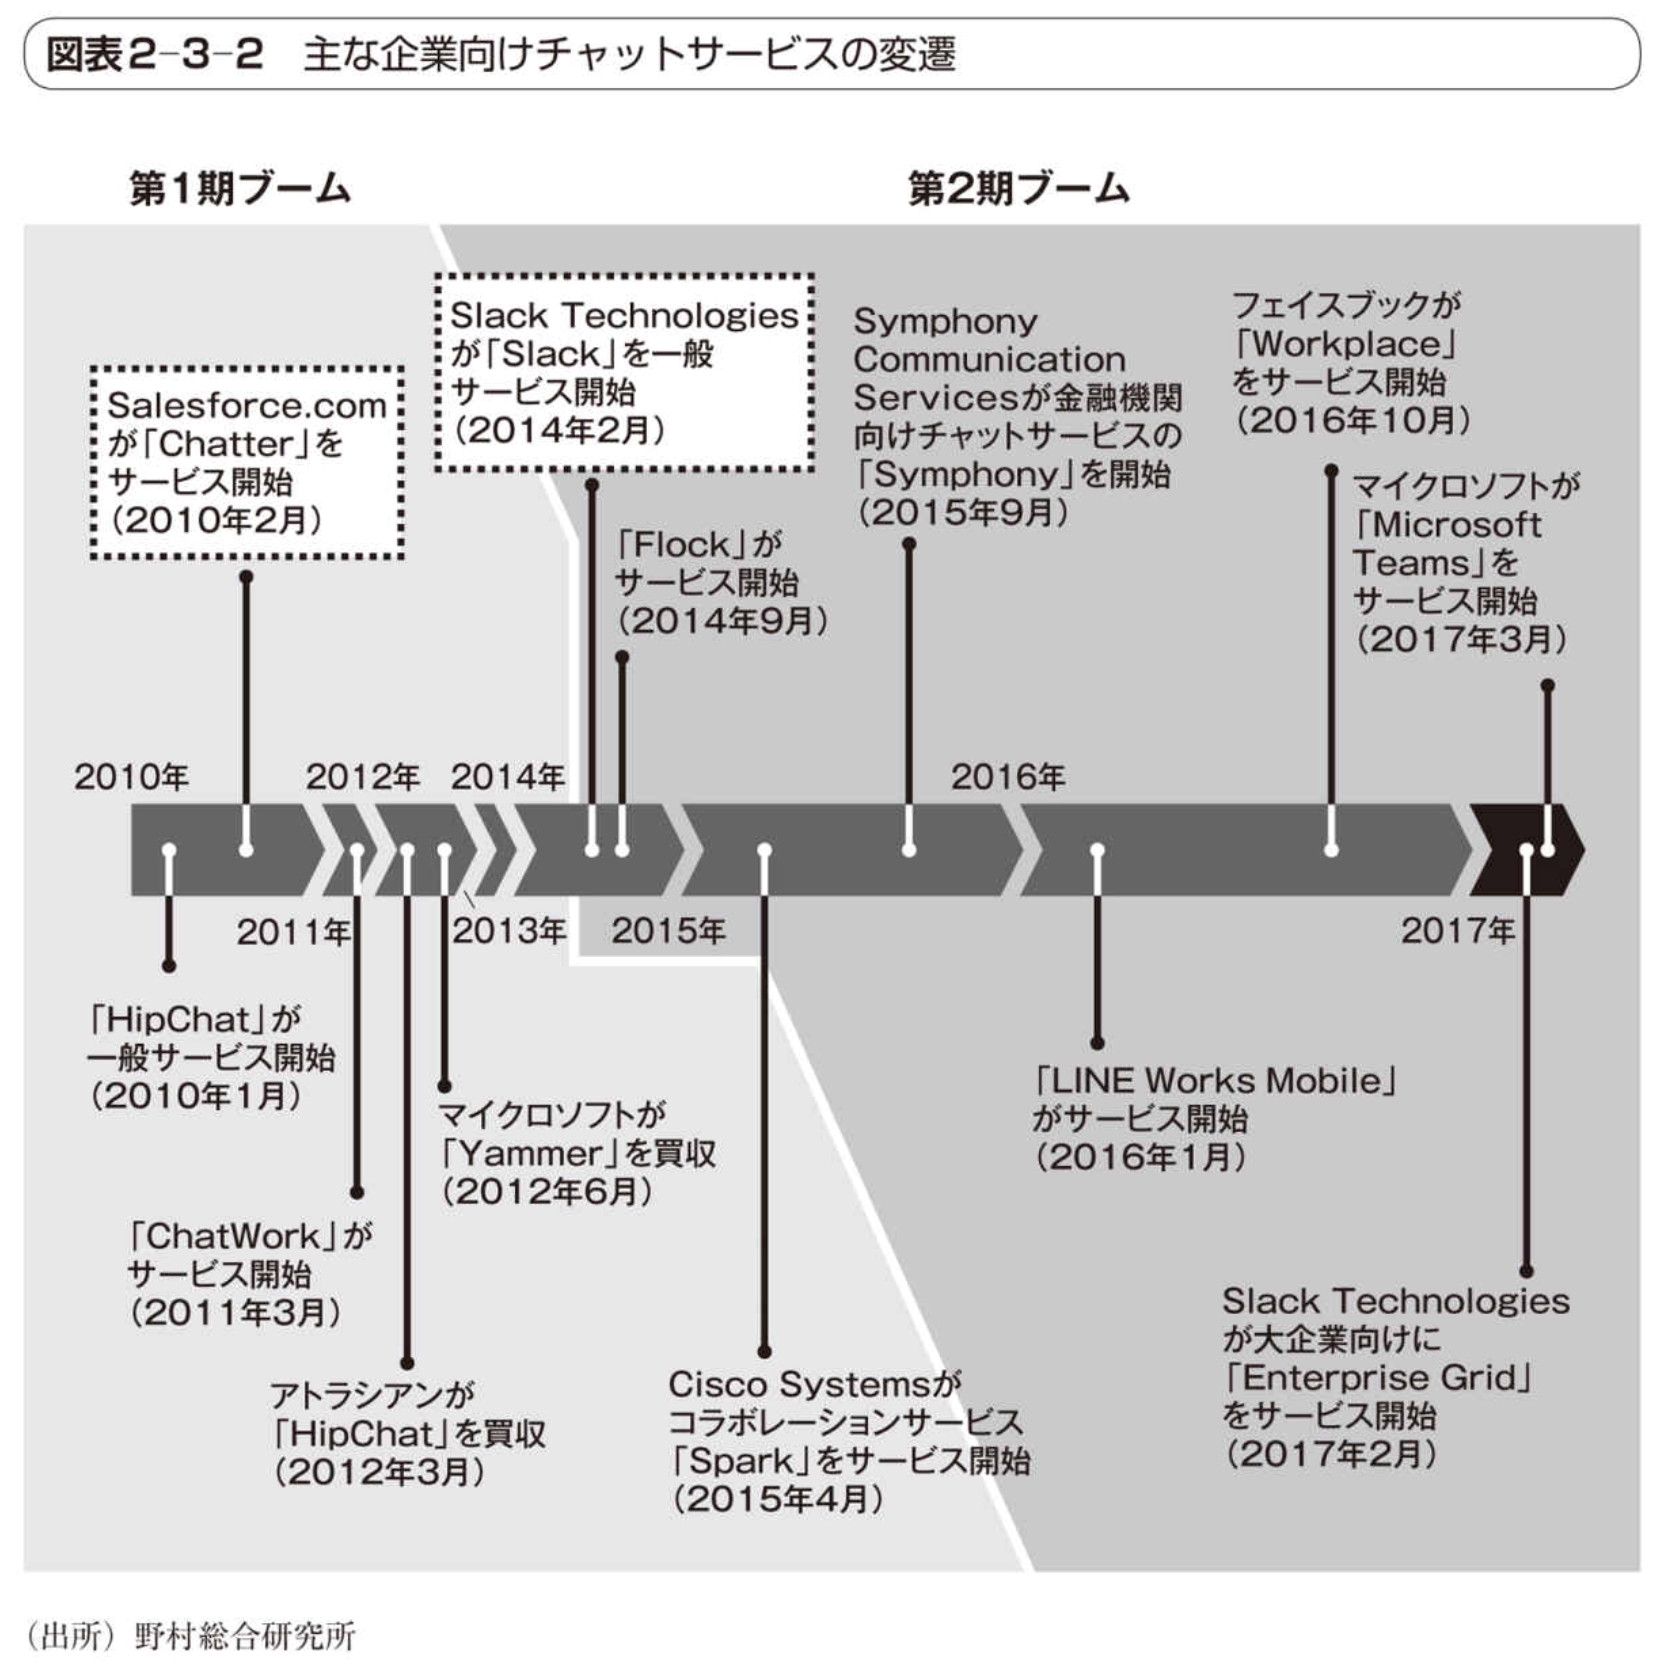 図表2-3-2　主な企業向けチャットサービスの変遷
第1期ブーム
第2期ブーム
Salesforce.com
が「Chatter」を
サービス開始
（2010年2月）
Slack Technologies
が「Slack」を一般
サービス開始
（2014年2月）
「Flock」が
サービス開始
（2014年9月）
Symphony
Communication
Servicesが金融機関
向けチャットサービスの
「Symphony」を開始
（2015年9月）
フェイスブックが
「Workplace」
をサービス開始
（2016年10月）
マイクロソフトが
「Microsoft
Teams」を
サービス開始
（2017年3月）
2010年
2012年
2014年
2016年
2011年
2013年
2015年
2017年
「HipChat」が
一般サービス開始
（2010年1月）
「ChatWork」が
サービス開始
（2011年3月）
アトラシアンが
「HipChat」を買収
（2012年3月）
マイクロソフトが
「Yammer」を買収
（2012年6月）
Cisco Systemsが
コラボレーションサービス
「Spark」をサービス開始
（2015年4月）
「LINE Works Mobile」
がサービス開始
（2016年1月）
Slack Technologies
が大企業向けに
「Enterprise Grid」
をサービス開始
（2017年2月）
（出所）野村総合研究所